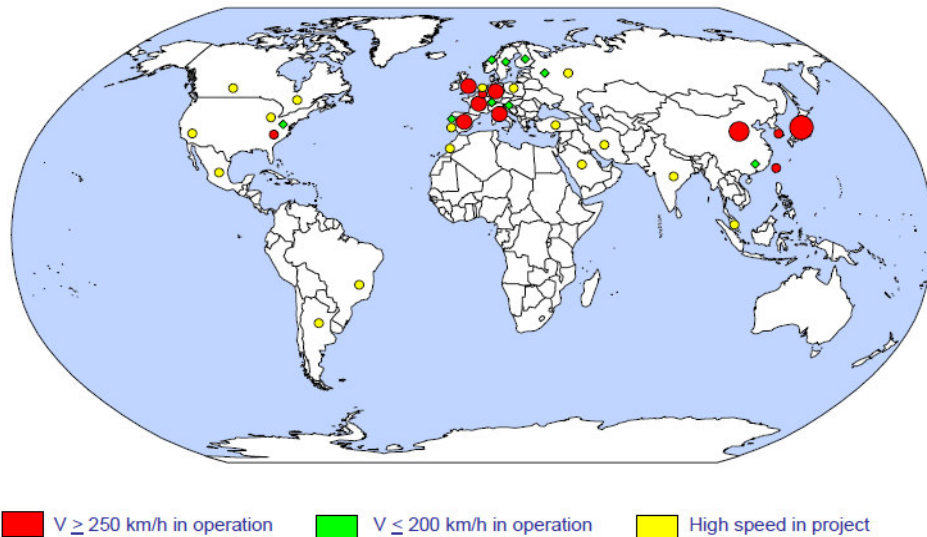 V ≥ 250 km/h in operation
V ≤ 200 km/h in operation
High speed in project